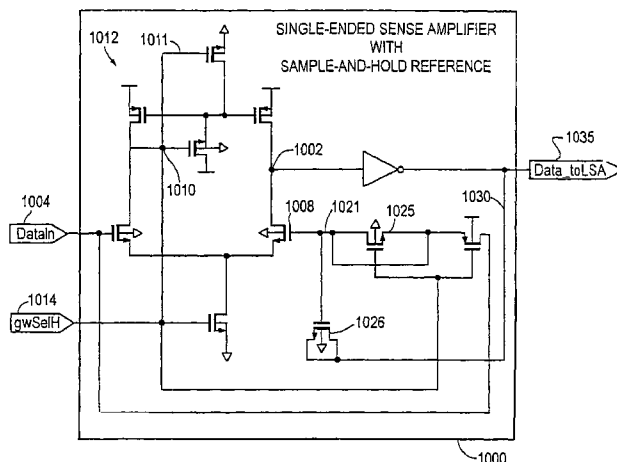 1012
1011
SINGLE-ENDED SENSE AMPLIFIER
WITH
SAMPLE-AND-HOLD REFERENCE
1002
1035
Data_toLSA
1010
1030
1004
DataIn
1008
1021
1025
1014
gwSelH
1026
1000